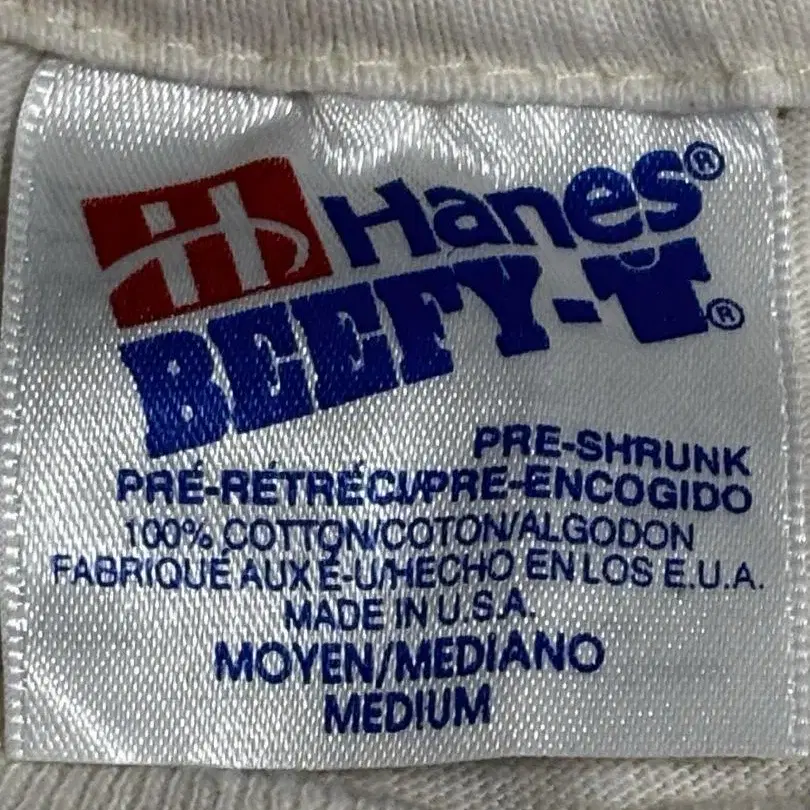 H Hanes®
BEEFY-T®
PRE-SHRUNK
PRÉ-RÉTRÉCI/PRE-ENCOGIDO
100% COTTON/COTON/ALGODON
FABRIQUÉ AUX É-U/HECHO EN LOS E.U.A.
MADE IN U.S.A.
MOYEN/MEDIANO
MEDIUM